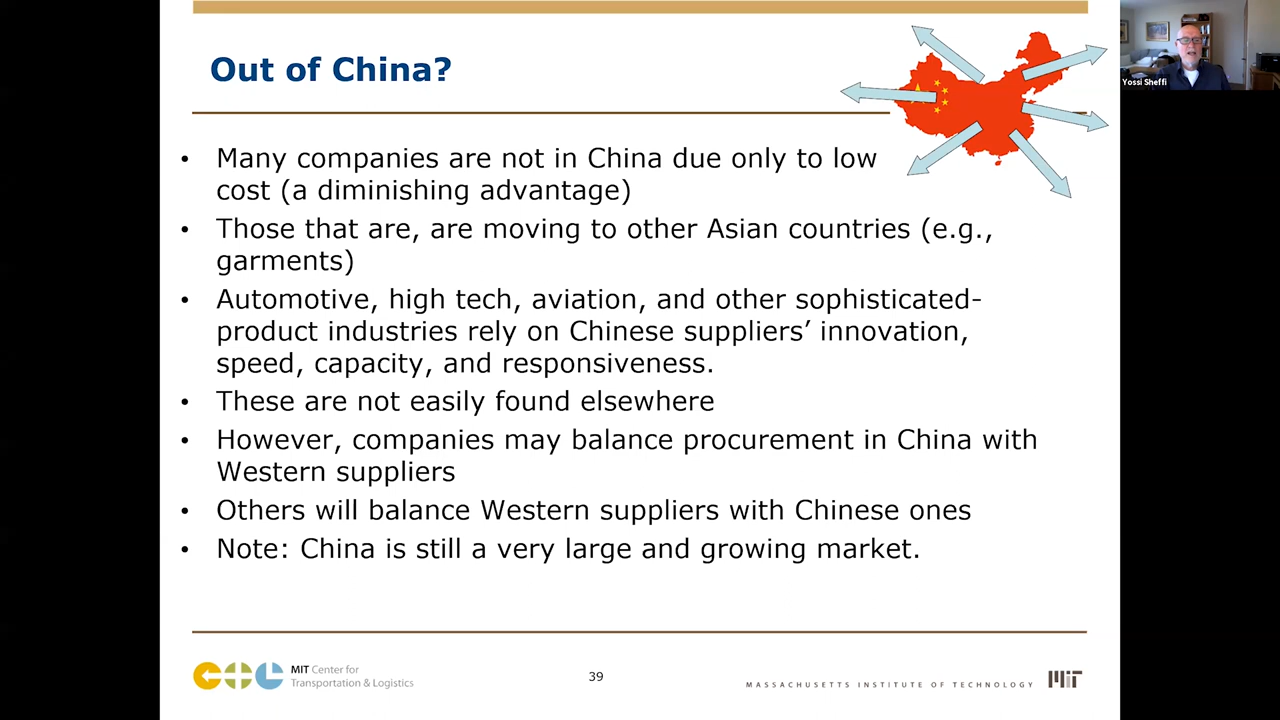 Out of China?
Yossi Sheffi
• Many companies are not in China due only to low
cost (a diminishing advantage)
• Those that are, are moving to other Asian countries (e.g.,
garments)
• Automotive, high tech, aviation, and other sophisticated-
product industries rely on Chinese suppliers’ innovation,
speed, capacity, and responsiveness.
• These are not easily found elsewhere
• However, companies may balance procurement in China with
Western suppliers
• Others will balance Western suppliers with Chinese ones
• Note: China is still a very large and growing market.
MIT Center for
Transportation & Logistics
39
MASSACHUSETTS INSTITUTE OF TECHNOLOGY
MIT